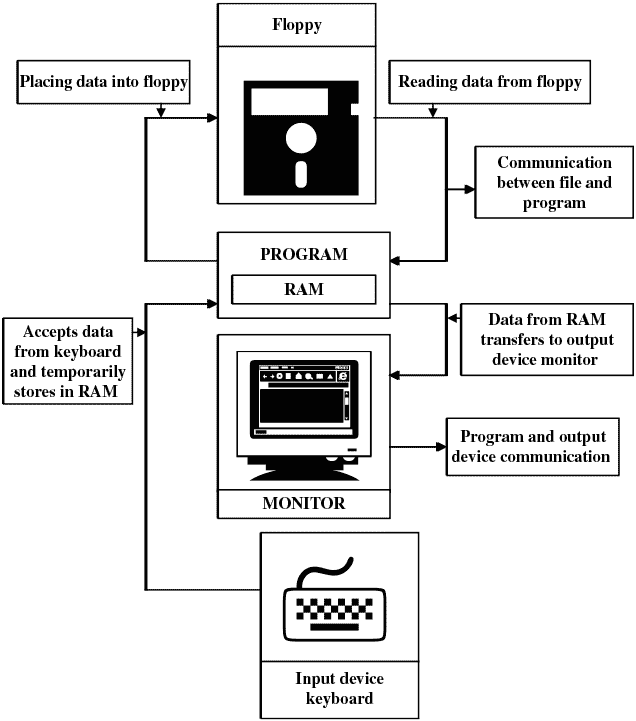 Floppy
Placing data into floppy
Reading data from floppy
Communication
between file and
program
PROGRAM
RAM
Accepts data
from keyboard
and temporarily
stores in RAM
Data from RAM
transfers to output
device monitor
Program and output
device communication
MONITOR
Input device
keyboard